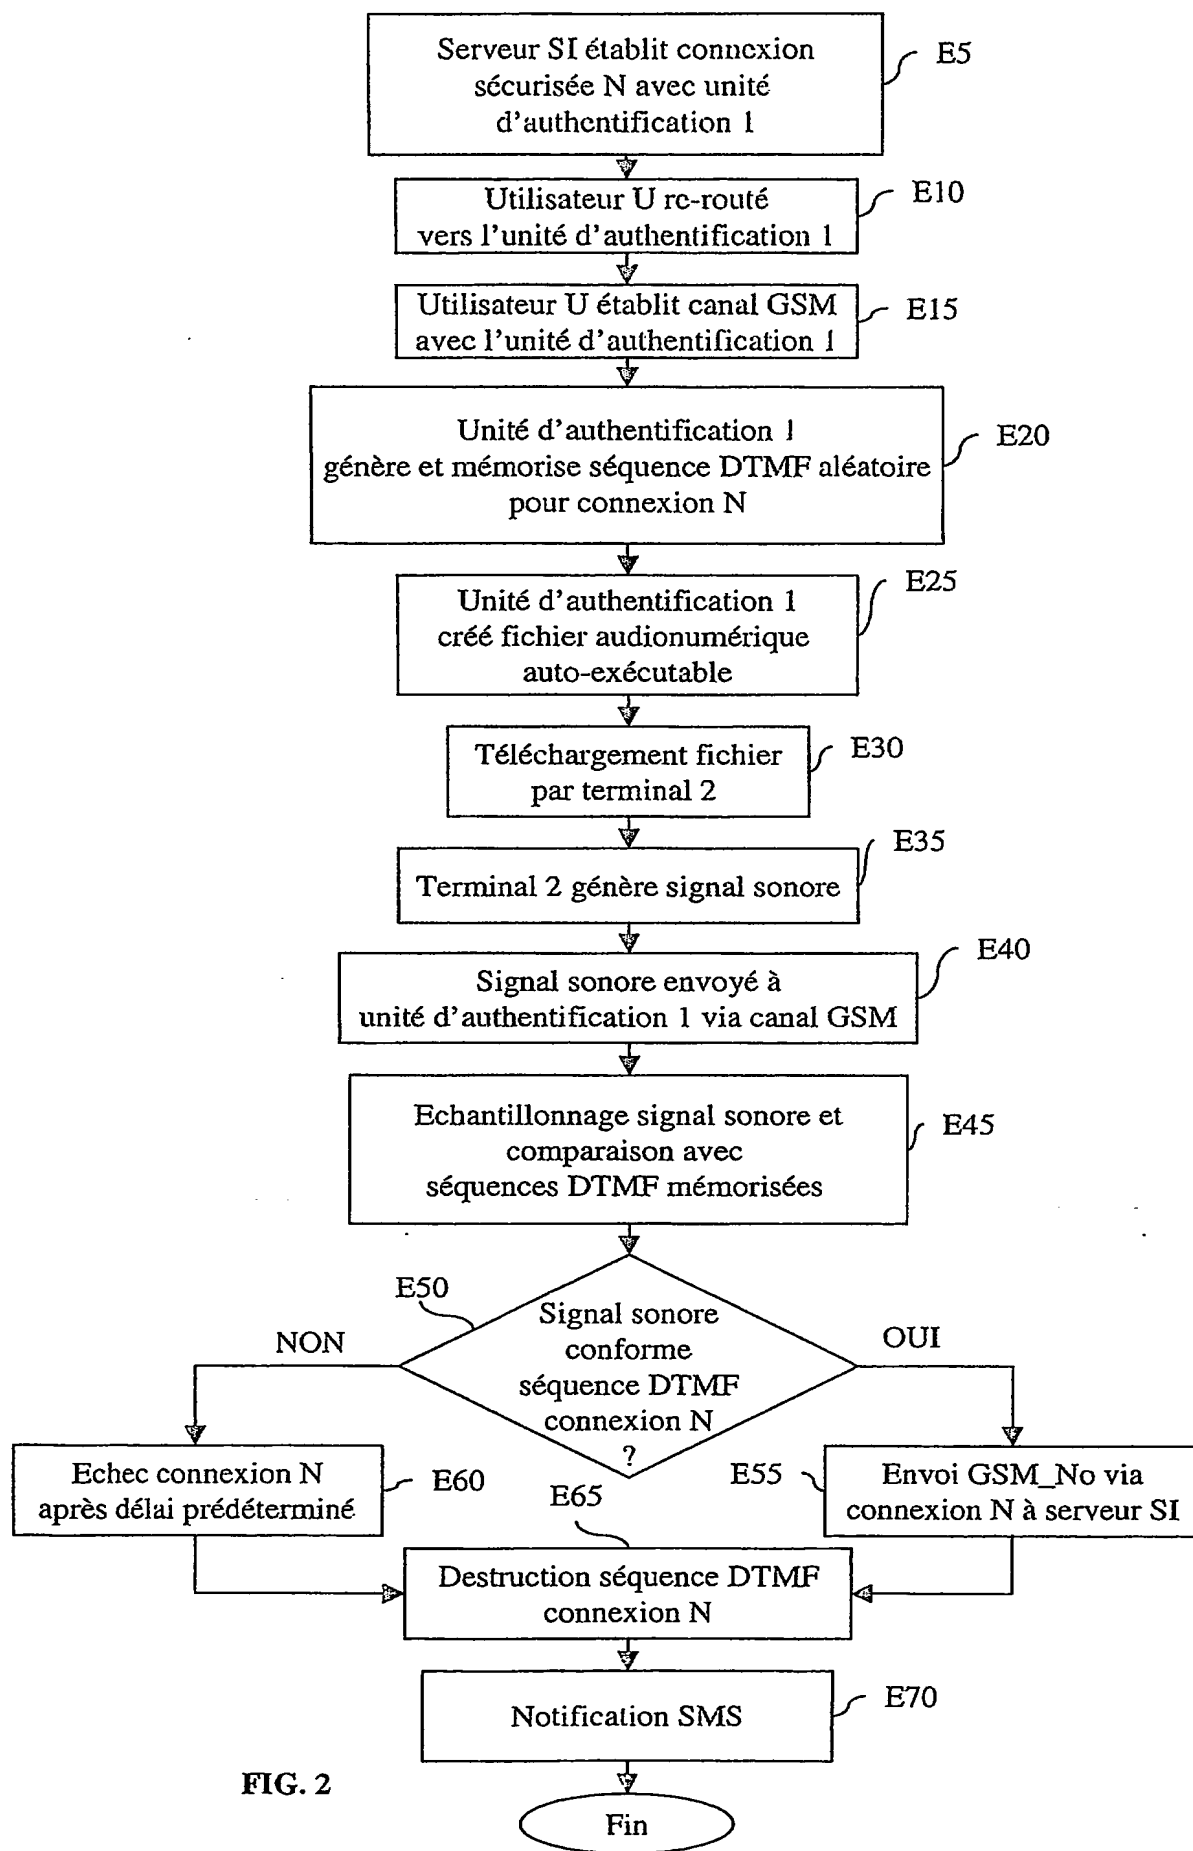 Serveur SI établit connexion
sécurisée N avec unité
d'authentification 1
E5
Utilisateur U re-routé
vers l'unité d'authentification 1
E10
Utilisateur U établit canal GSM
avec l'unité d'authentification 1
E15
Unité d'authentification 1
génère et mémorise séquence DTMF aléatoire
pour connexion N
E20
Unité d'authentification 1
créé fichier audionumérique
auto-exécutable
E25
Téléchargement fichier
par terminal 2
E30
Terminal 2 génère signal sonore
E35
Signal sonore envoyé à
unité d'authentification 1 via canal GSM
E40
Echantillonnage signal sonore et
comparaison avec
séquences DTMF mémorisées
E45
E50
Signal sonore
conforme
séquence DTMF
connexion N
?
NON
OUI
Echec connexion N
après délai prédéterminé
E60
E55
Envoi GSM_No via
connexion N à serveur SI
E65
Destruction séquence DTMF
connexion N
Notification SMS
E70
FIG. 2
Fin